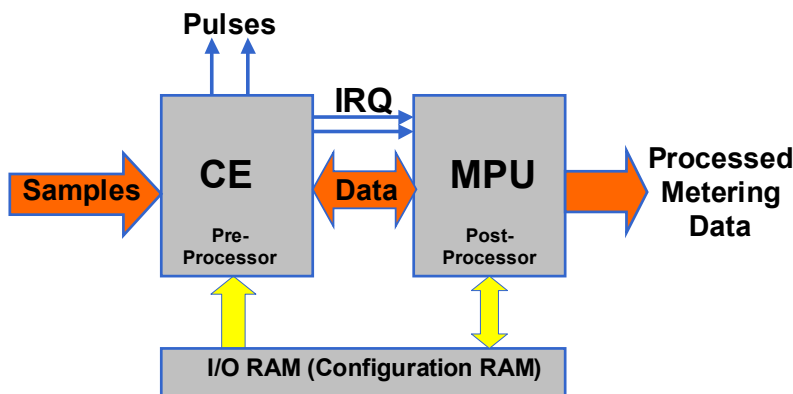 Pulses
IRQ
Samples
CE
Data
MPU
Processed
Metering
Data
Pre-
Processor
Post-
Processor
I/O RAM (Configuration RAM)